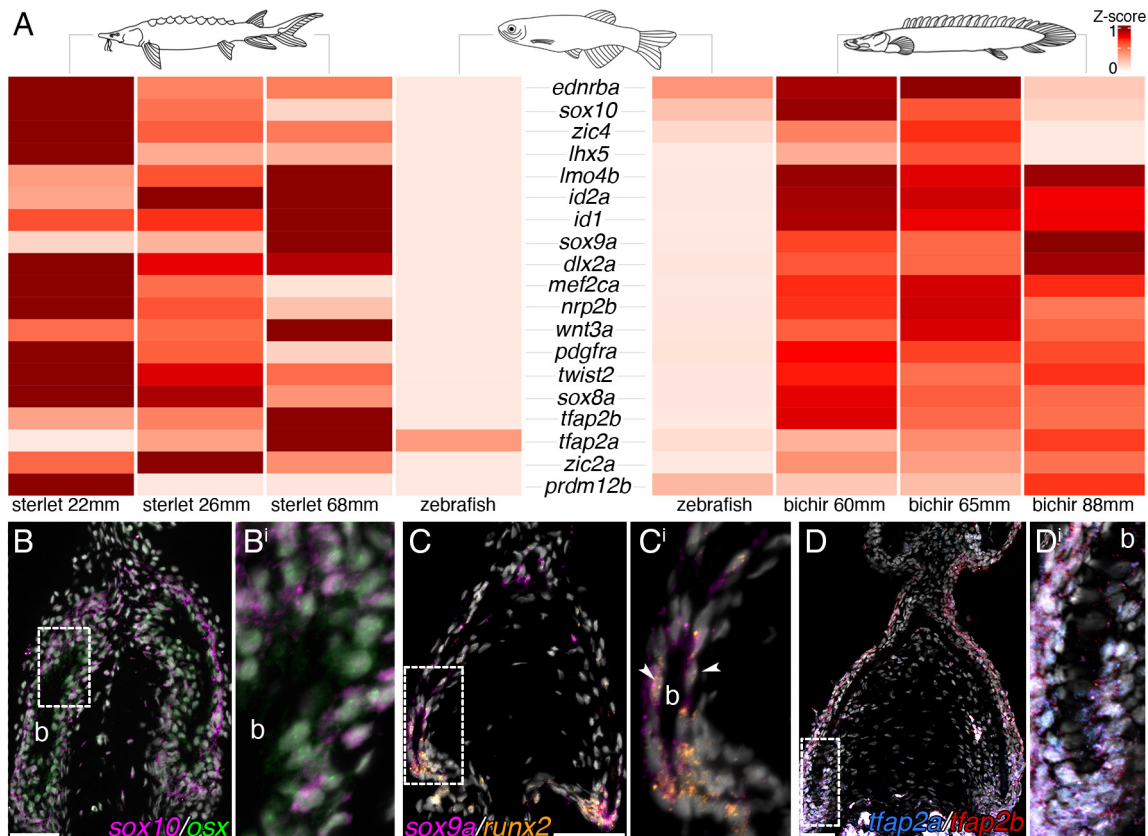 A
Z-score
1
0
ednrba
sox10
zic4
lhx5
lmo4b
id2a
id1
sox9a
dlx2a
mef2ca
nrp2b
wnt3a
pdgfra
twist2
sox8a
tfap2b
tfap2a
zic2a
prdm12b
sterlet 22mm sterlet 26mm sterlet 68mm zebrafish zebrafish bichir 60mm bichir 65mm bichir 88mm
B Bi C Ci D Di b
b b b
sox10/osx sox9a/runx2 tfap2a/tfap2b